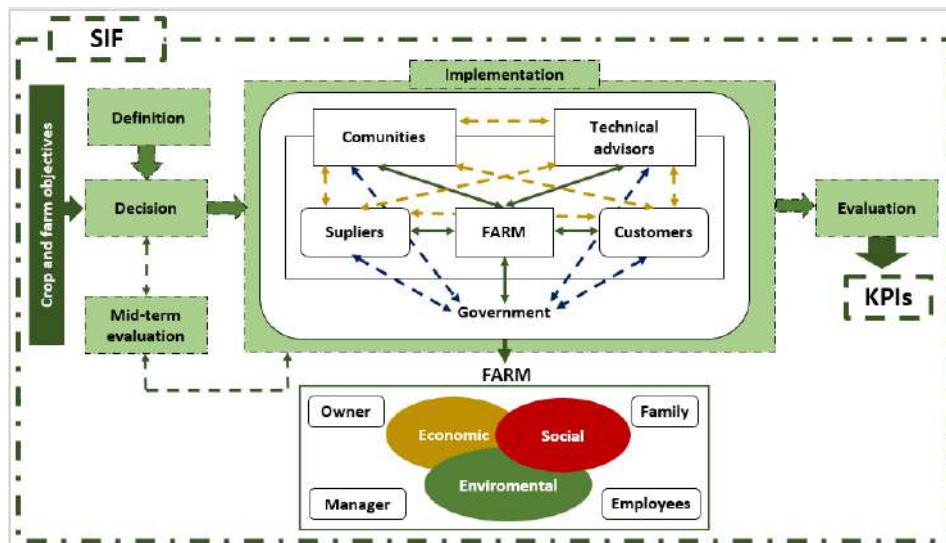 SIF
Implementation
Crop and farm objectives
Definition
Decision
Mid-term
evaluation
Comunities
Technical
advisors
Supliers
FARM
Customers
Government
Evaluation
KPIs
FARM
Owner
Family
Economic
Social
Enviromental
Manager
Employees